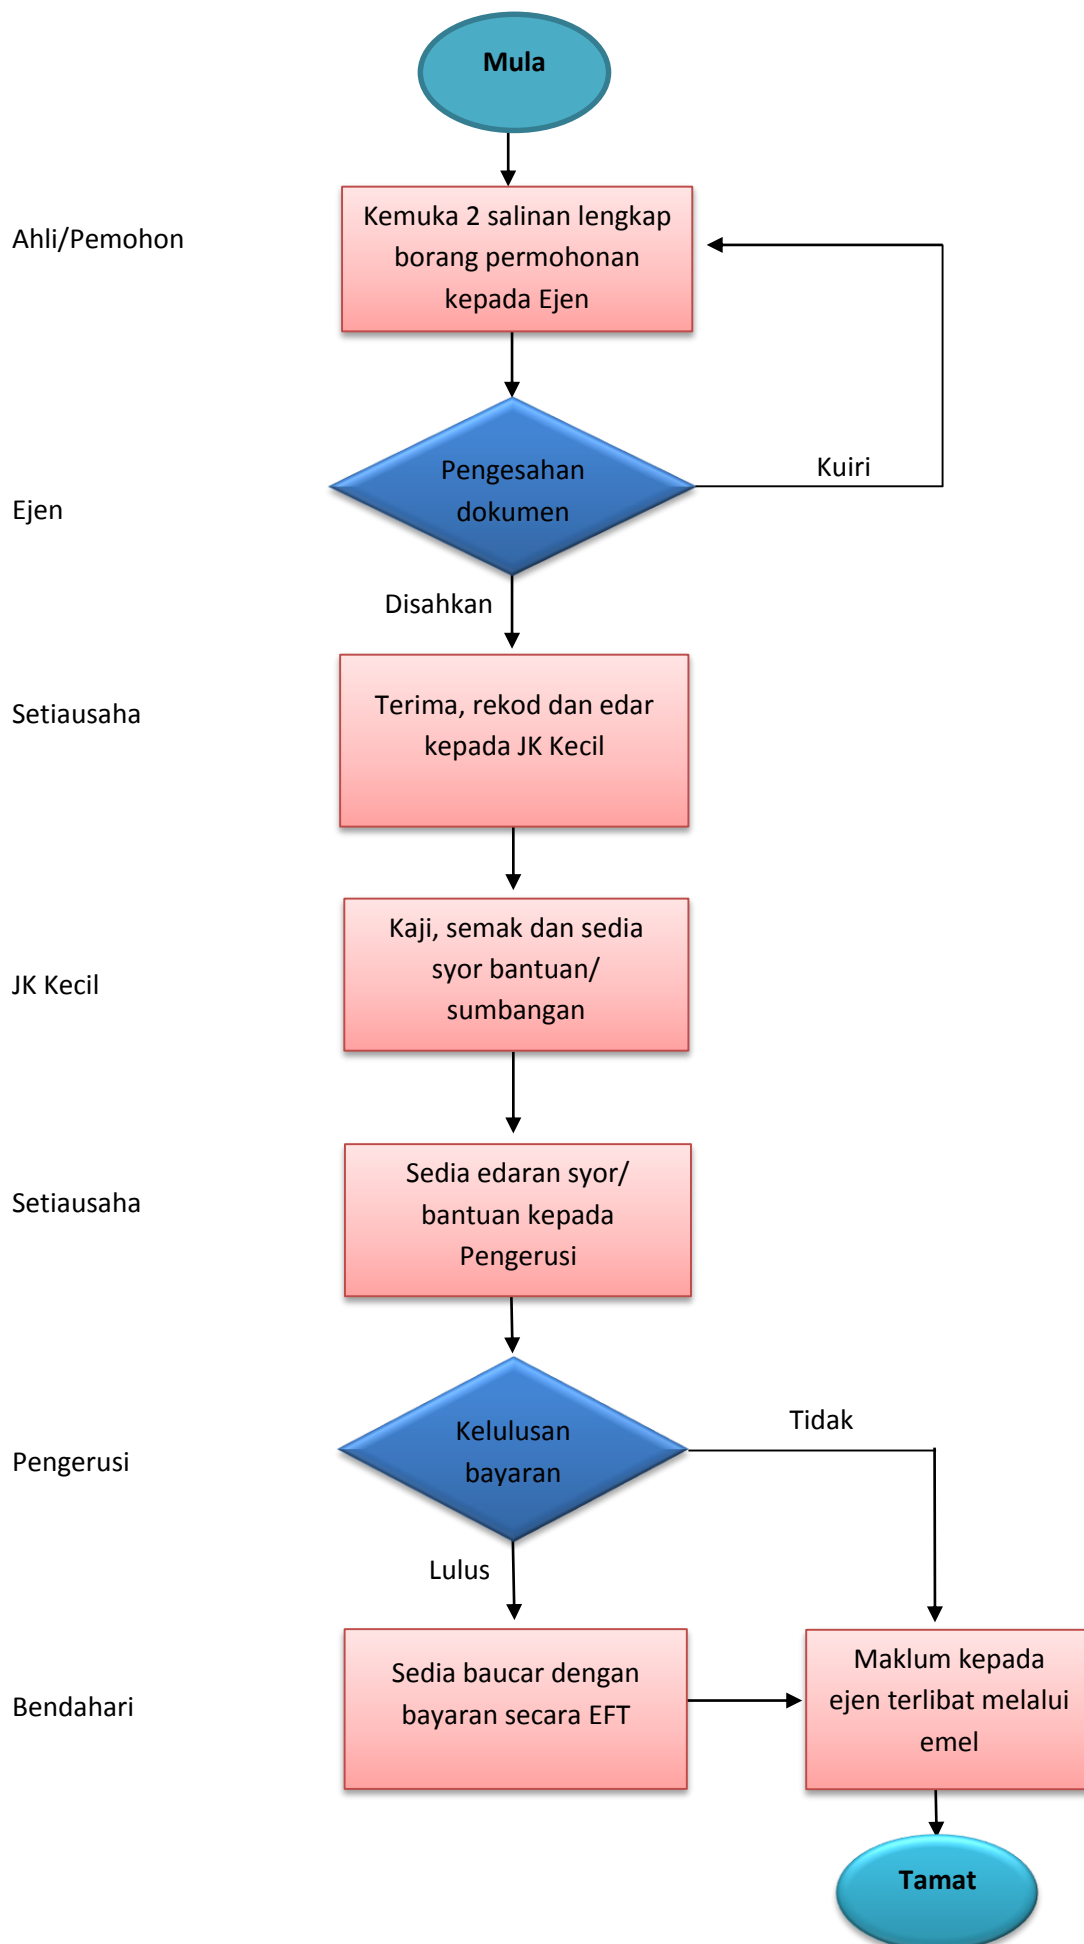 Mula
Ahli/Pemohon
Kemuka 2 salinan lengkap
borang permohonan
kepada Ejen
Ejen
Pengesahan
dokumen
Kuiri
Disahkan
Setiausaha
Terima, rekod dan edar
kepada JK Kecil
JK Kecil
Kaji, semak dan sedia
syor bantuan/
sumbangan
Setiausaha
Sedia edaran syor/
bantuan kepada
Pengerusi
Pengerusi
Kelulusan
bayaran
Tidak
Lulus
Bendahari
Sedia baucar dengan
bayaran secara EFT
Maklum kepada
ejen terlibat melalui
emel
Tamat